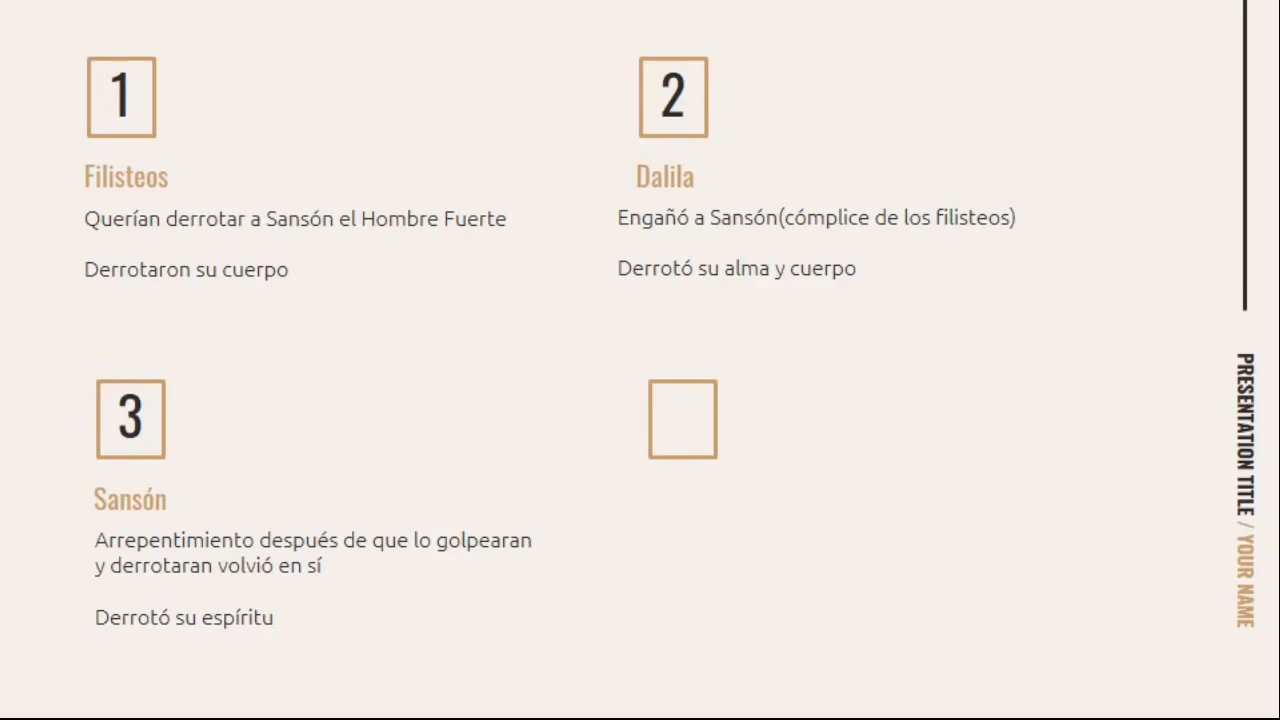 1
Filisteos
Querían derrotar a Sansón el Hombre Fuerte
Derrotaron su cuerpo
2
Dalila
Engañó a Sansón(cómplice de los filisteos)
Derrotó su alma y cuerpo
3
Sansón
Arrepentimiento después de que lo golpearan
y derrotaran volvió en sí
Derrotó su espíritu
PRESENTATION TITLE / YOUR NAME